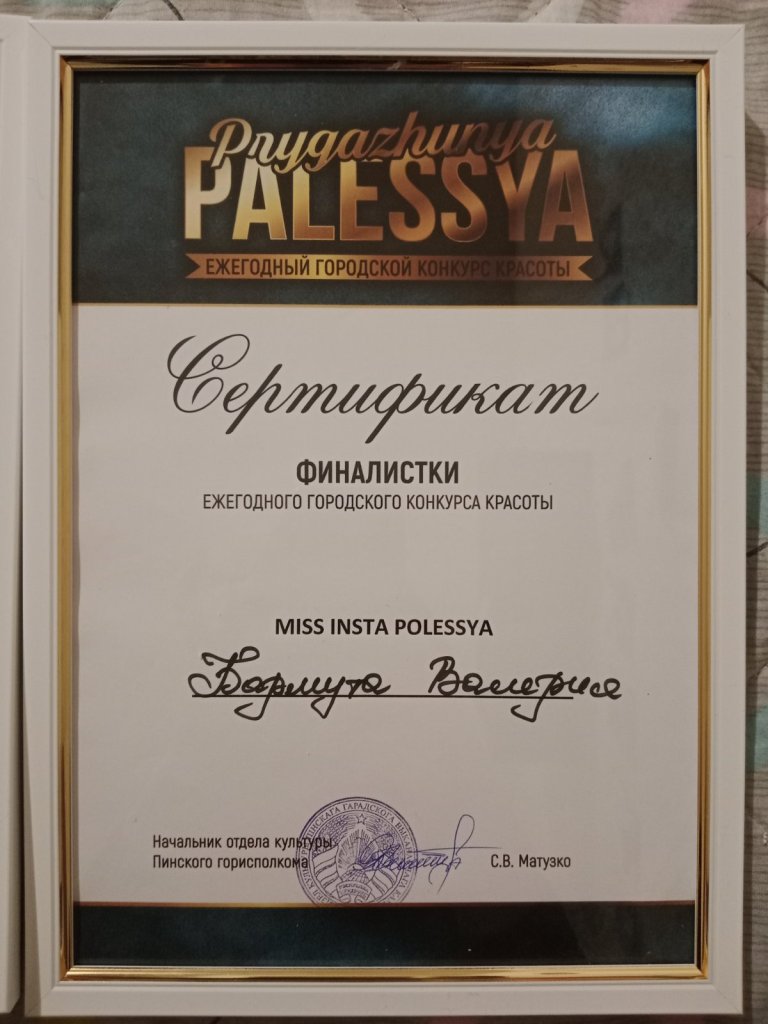 Prygazhunya
PALESSYA
ЕЖЕГОДНЫЙ ГОРОДСКОЙ КОНКУРС КРАСОТЫ
Сертификат
ФИНАЛИСТКИ
ЕЖЕГОДНОГО ГОРОДСКОГО КОНКУРСА КРАСОТЫ
MISS INSTA POLESSYA
Бармута Валерия
Начальник отдела культуры
Пинского горисполкома
С.В. Матузко